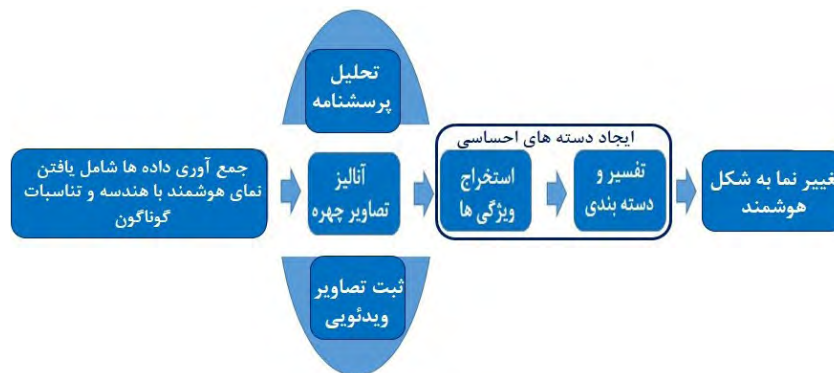 تحلیل
پرسشنامه
ایجاد دسته های احساسی
جمع آوری داده ها شامل یافتن
نمای هوشمند با هندسه و تناسبات
گوناگون
آنالیز
تصاویر چهره
استخراج
ویژگی ها
تفسیر و
دسته بندی
تغییر نما به شکل
هوشمند
ثبت تصاویر
ویدئویی